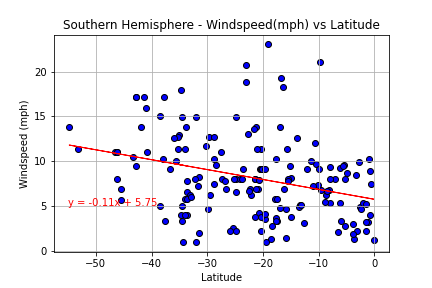 Southern Hemisphere - Windspeed(mph) vs Latitude
Windspeed (mph)
20
15
10
5
0
y = -0.11x + 5.75
−50
−40
−30
−20
−10
0
Latitude